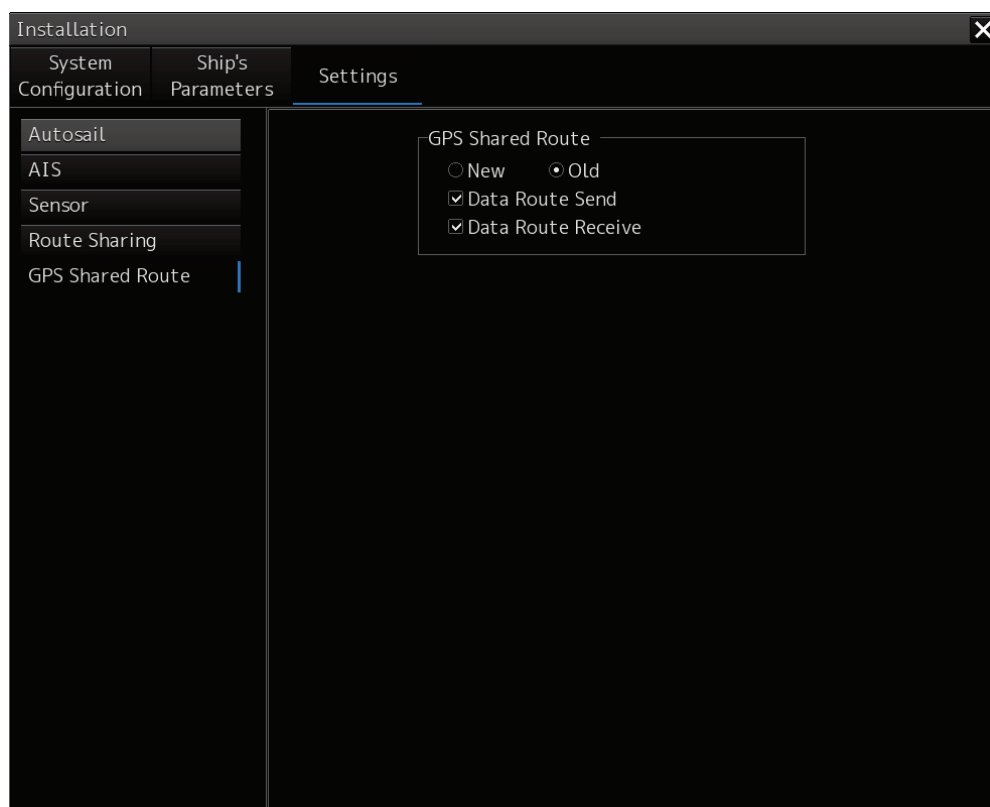 Installation
System Configuration
Ship's Parameters
Settings
Autosail
AIS
Sensor
Route Sharing
GPS Shared Route
GPS Shared Route
New Old
Data Route Send
Data Route Receive